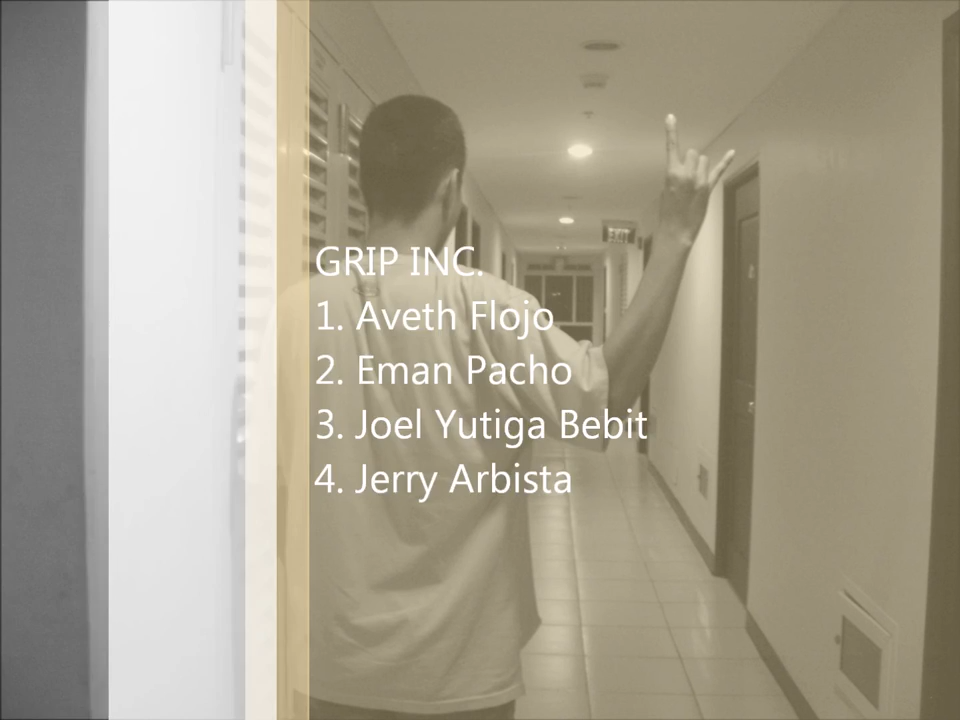 GRIP INC.
1. Aveth Flojo
2. Eman Pacho
3. Joel Yutiga Bebit
4. Jerry Arbista
EXIT